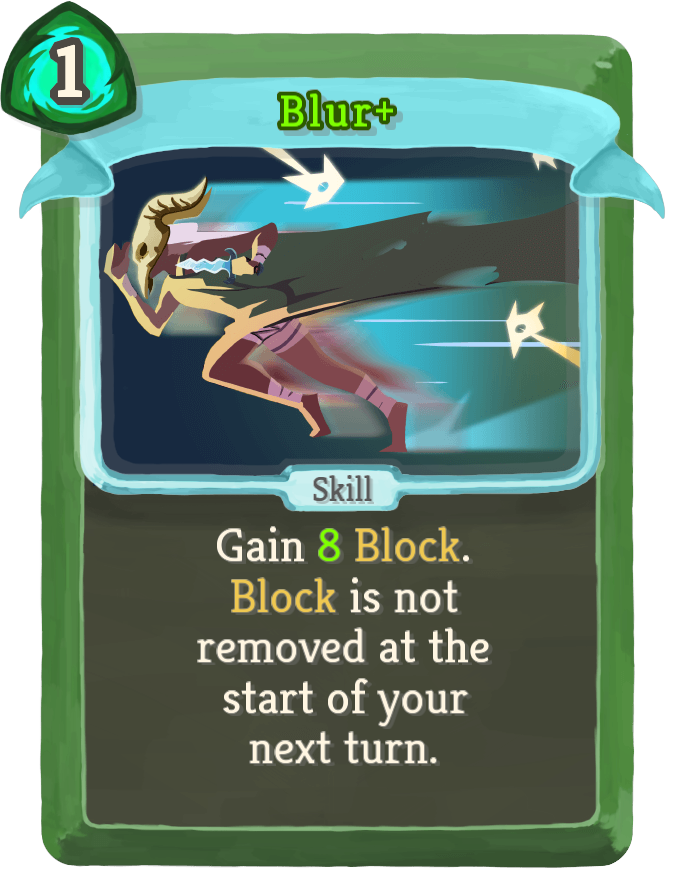 1
Blur+
Skill
Gain 8 Block.
Block is not
removed at the
start of your
next turn.